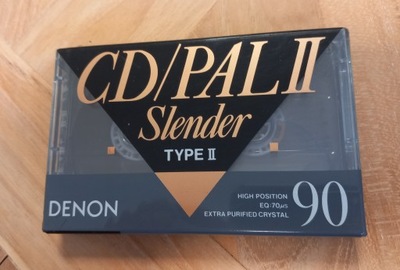 CD/PAL II
Slender
TYPE II
DENON
HIGH POSITION
EQ-70µs
EXTRA PURIFIED CRYSTAL
90